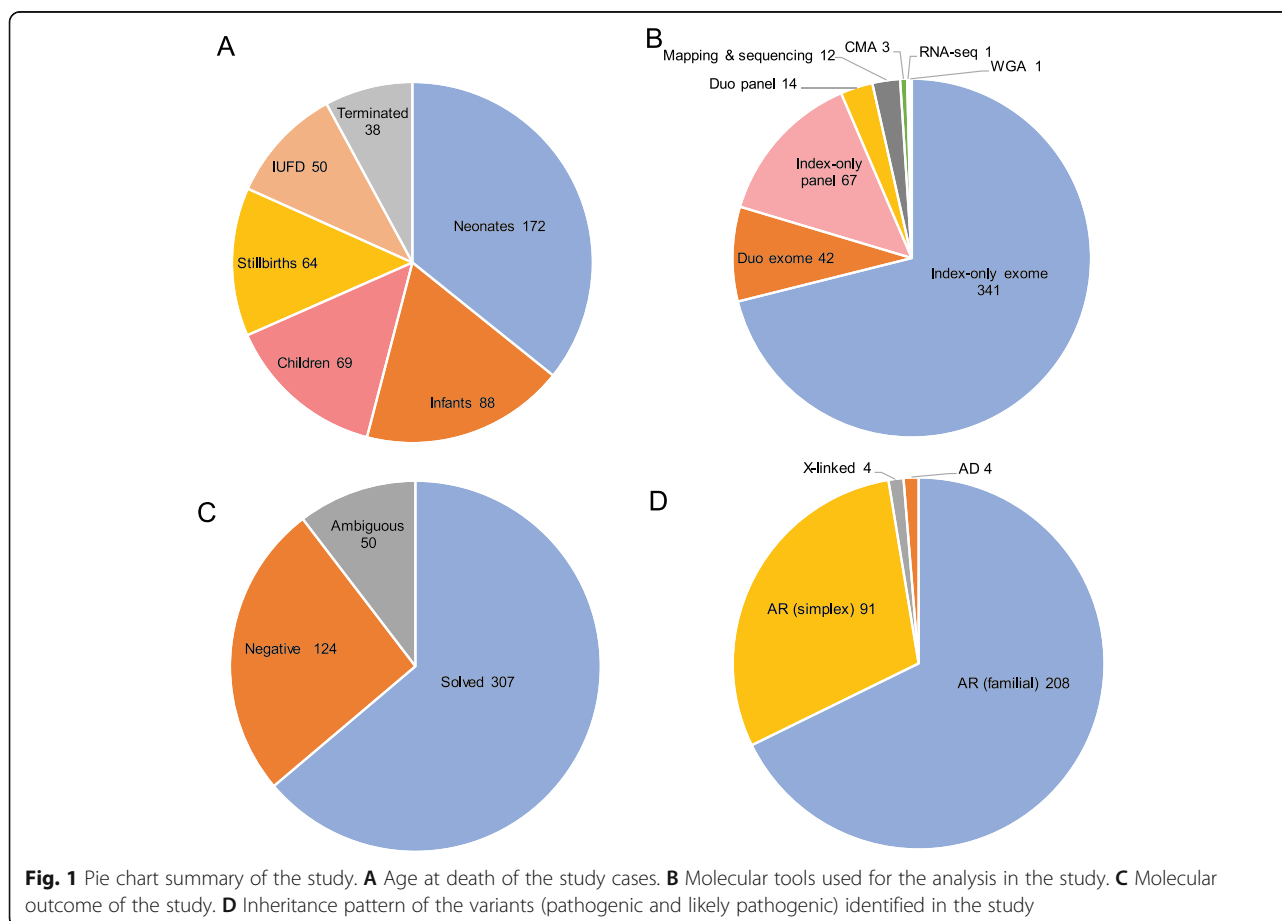 A
Terminated
38
IUFD 50
Neonates 172
Stillbirths 64
Children 69
Infants 88
B
Mapping & sequencing 12
CMA 3
RNA-seq 1
WGA 1
Duo panel 14
Index-only
panel 67
Duo exome 42
Index-only exome
341
C
Ambiguous
50
Negative 124
Solved 307
D
X-linked 4
AD 4
AR (simplex) 91
AR (familial) 208
Fig. 1 Pie chart summary of the study. A Age at death of the study cases. B Molecular tools used for the analysis in the study. C Molecular
outcome of the study. D Inheritance pattern of the variants (pathogenic and likely pathogenic) identified in the study